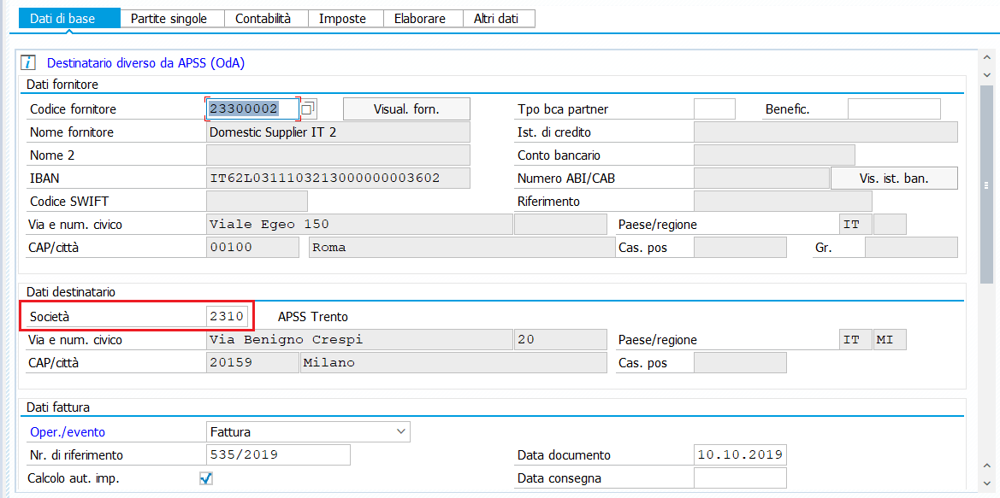 Dati di base Partite singole Contabilità Imposte Elaborare Altri dati
Destinatario diverso da APSS (OdA)
Dati fornitore
Codice fornitore 23300002 Visual. forn. Tpo bca partner Benefic.
Nome fornitore Domestic Supplier IT 2 Ist. di credito
Nome 2 Conto bancario
IBAN IT62L0311103213000000003602 Numero ABI/CAB Vis. ist. ban.
Codice SWIFT Riferimento
Via e num. civico Viale Egeo 150 Paese/regione IT
CAP/città 00100 Roma Cas. pos Gr.
Dati destinatario
Società 2310 APSS Trento
Via e num. civico Via Benigno Crespi 20 Paese/regione IT MI
CAP/città 20159 Milano Cas. pos
Dati fattura
Oper./evento Fattura
Nr. di riferimento 535/2019 Data documento 10.10.2019
Calcolo aut. imp. Data consegna